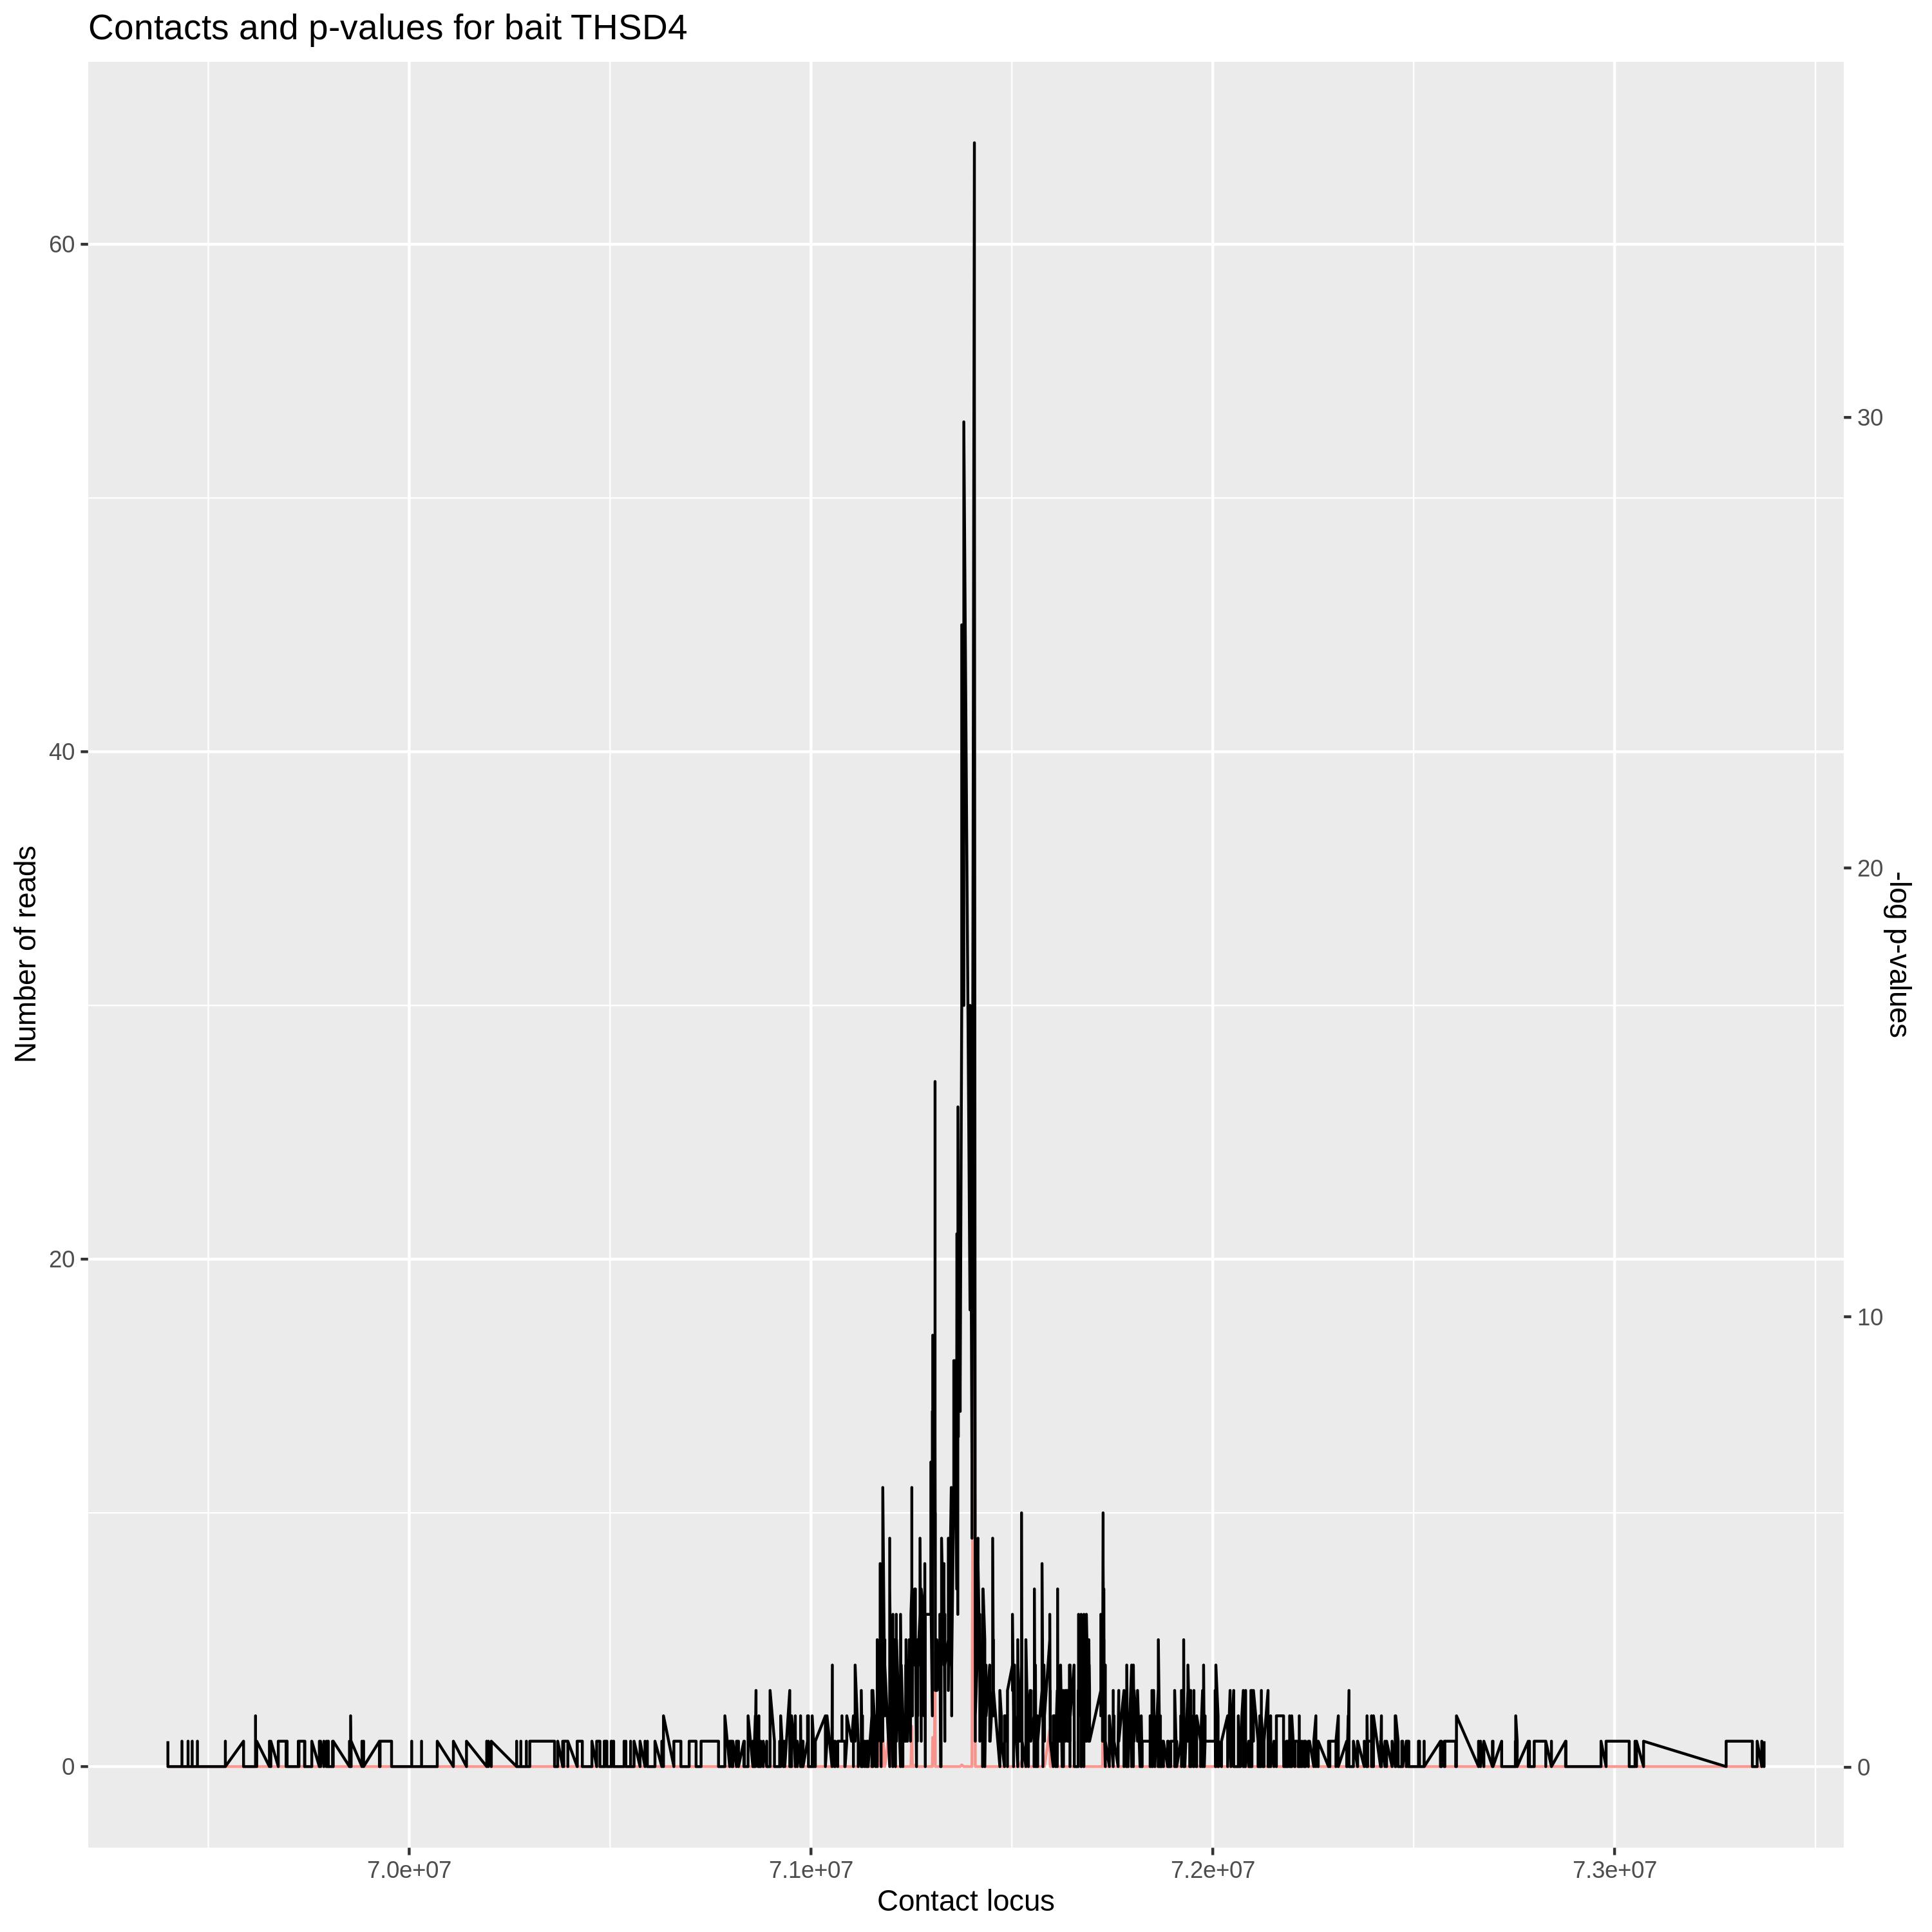 Contacts and p-values for bait THSD4
60
40
20
0
Number of reads
30
20
10
0
-log p-values
7.0e+07
7.1e+07
7.2e+07
7.3e+07
Contact locus